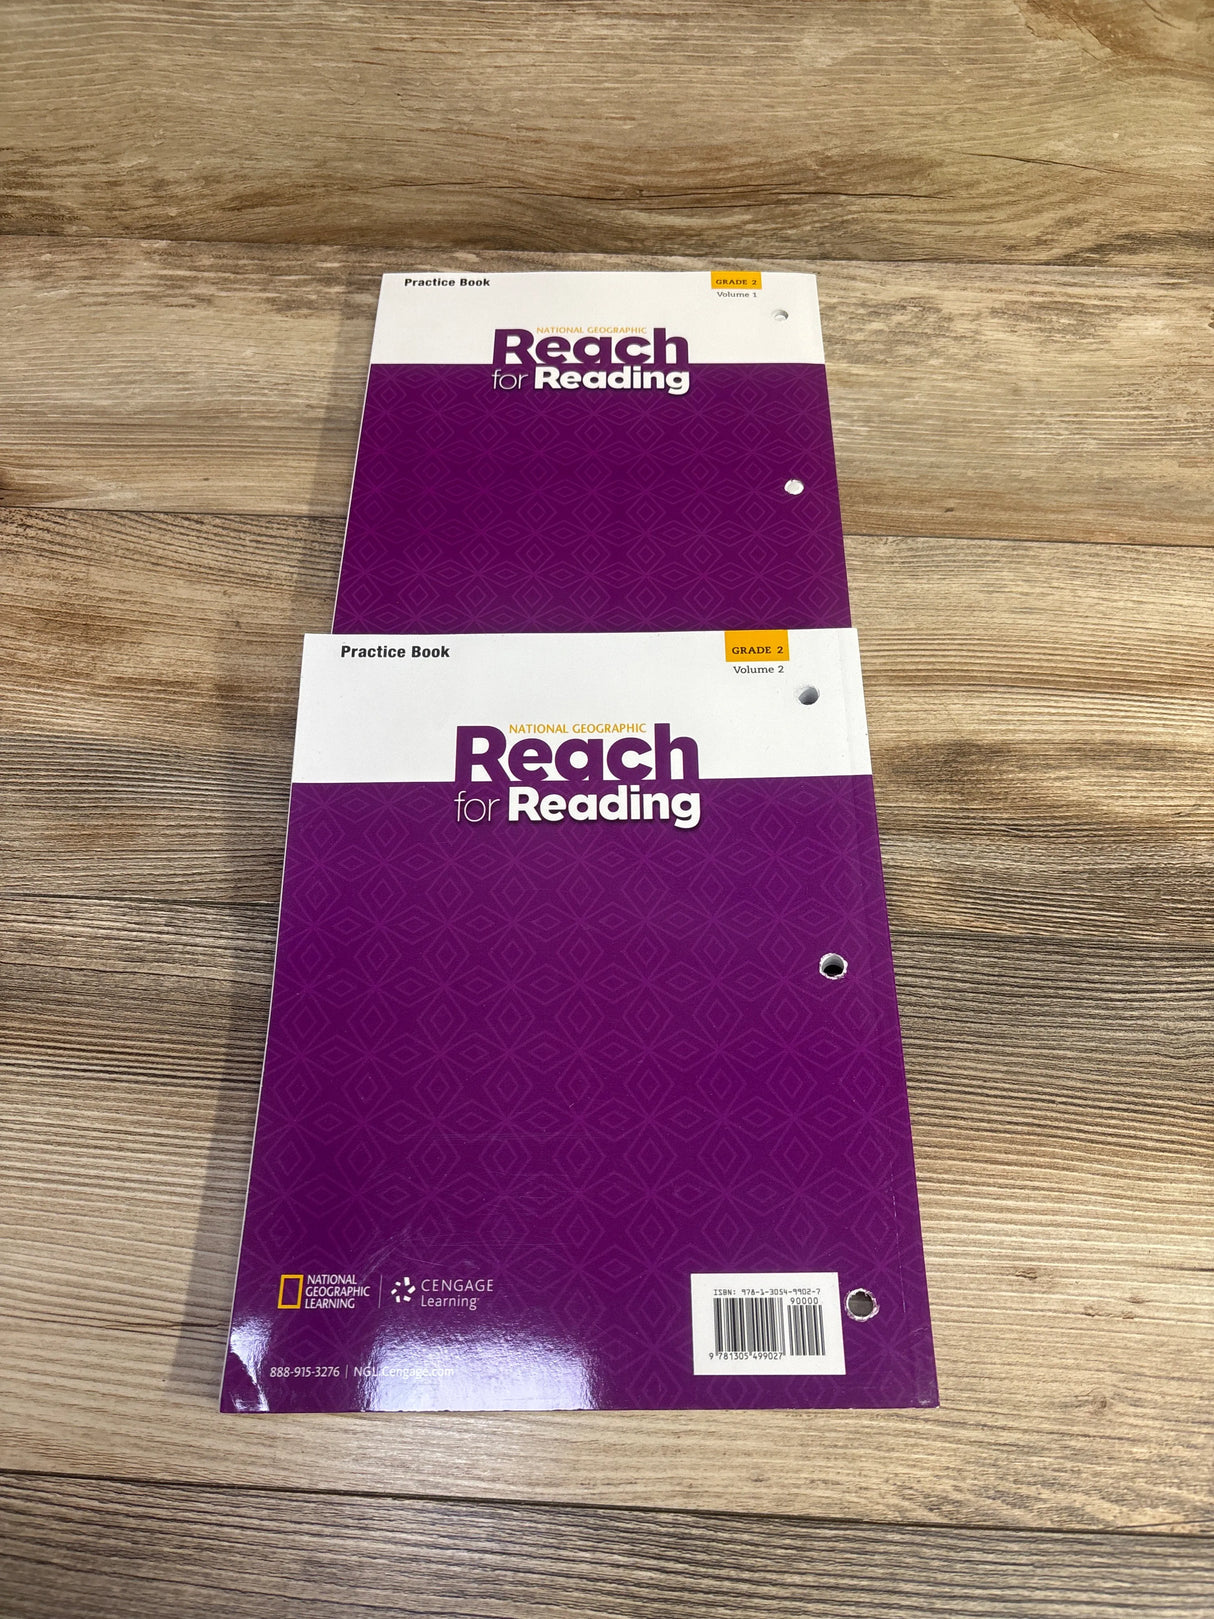 Practice Book
GRADE 2
Volume 1
NATIONAL GEOGRAPHIC
Reach
for Reading
Practice Book
GRADE 2
Volume 2
NATIONAL GEOGRAPHIC
Reach
for Reading
NATIONAL
GEOGRAPHIC
LEARNING
CENGAGE
Learning
ISBN: 978-1-3054-9902-7
90000
9 781305 499027
888-915-3276 | NGL.Cengage.com